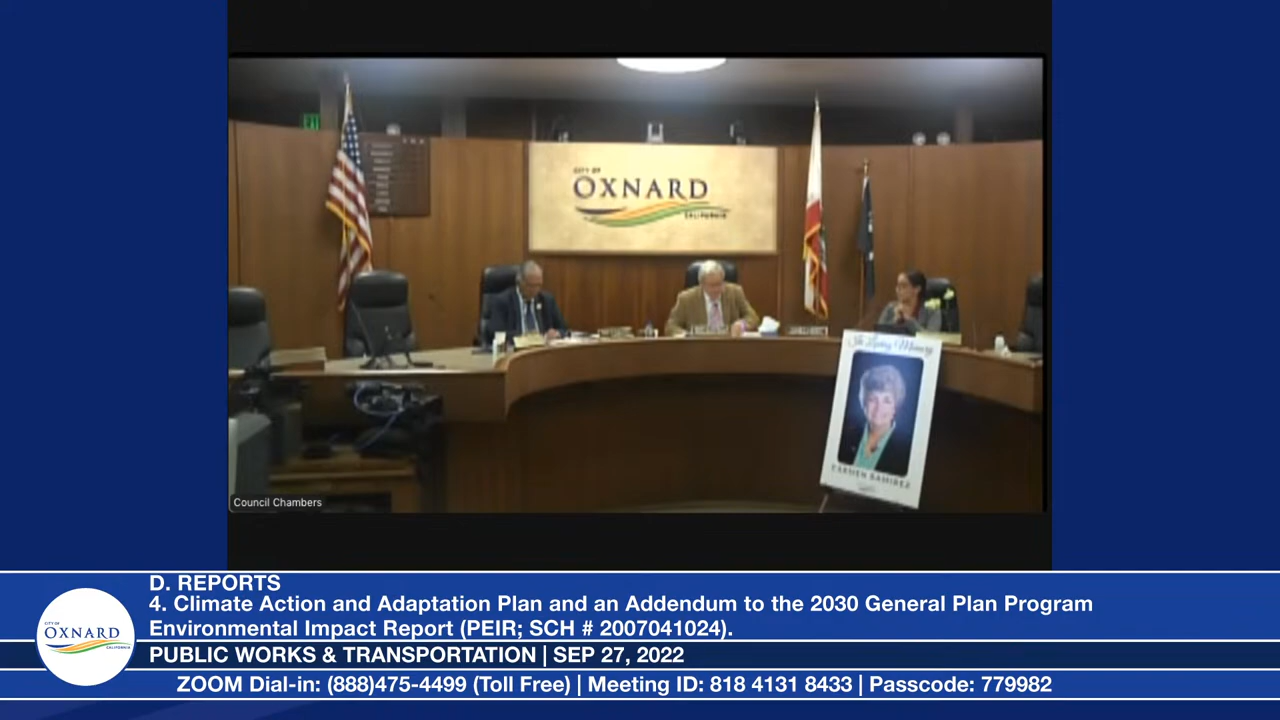 CITY OF
OXNARD
CALIFORNIA
In Loving Memory
CARMEN RAMIREZ
Council Chambers
D. REPORTS
4. Climate Action and Adaptation Plan and an Addendum to the 2030 General Plan Program
Environmental Impact Report (PEIR; SCH # 2007041024).
CITY OF
OXNARD
CALIFORNIA
PUBLIC WORKS & TRANSPORTATION | SEP 27, 2022
ZOOM Dial-in: (888)475-4499 (Toll Free) | Meeting ID: 818 4131 8433 | Passcode: 779982